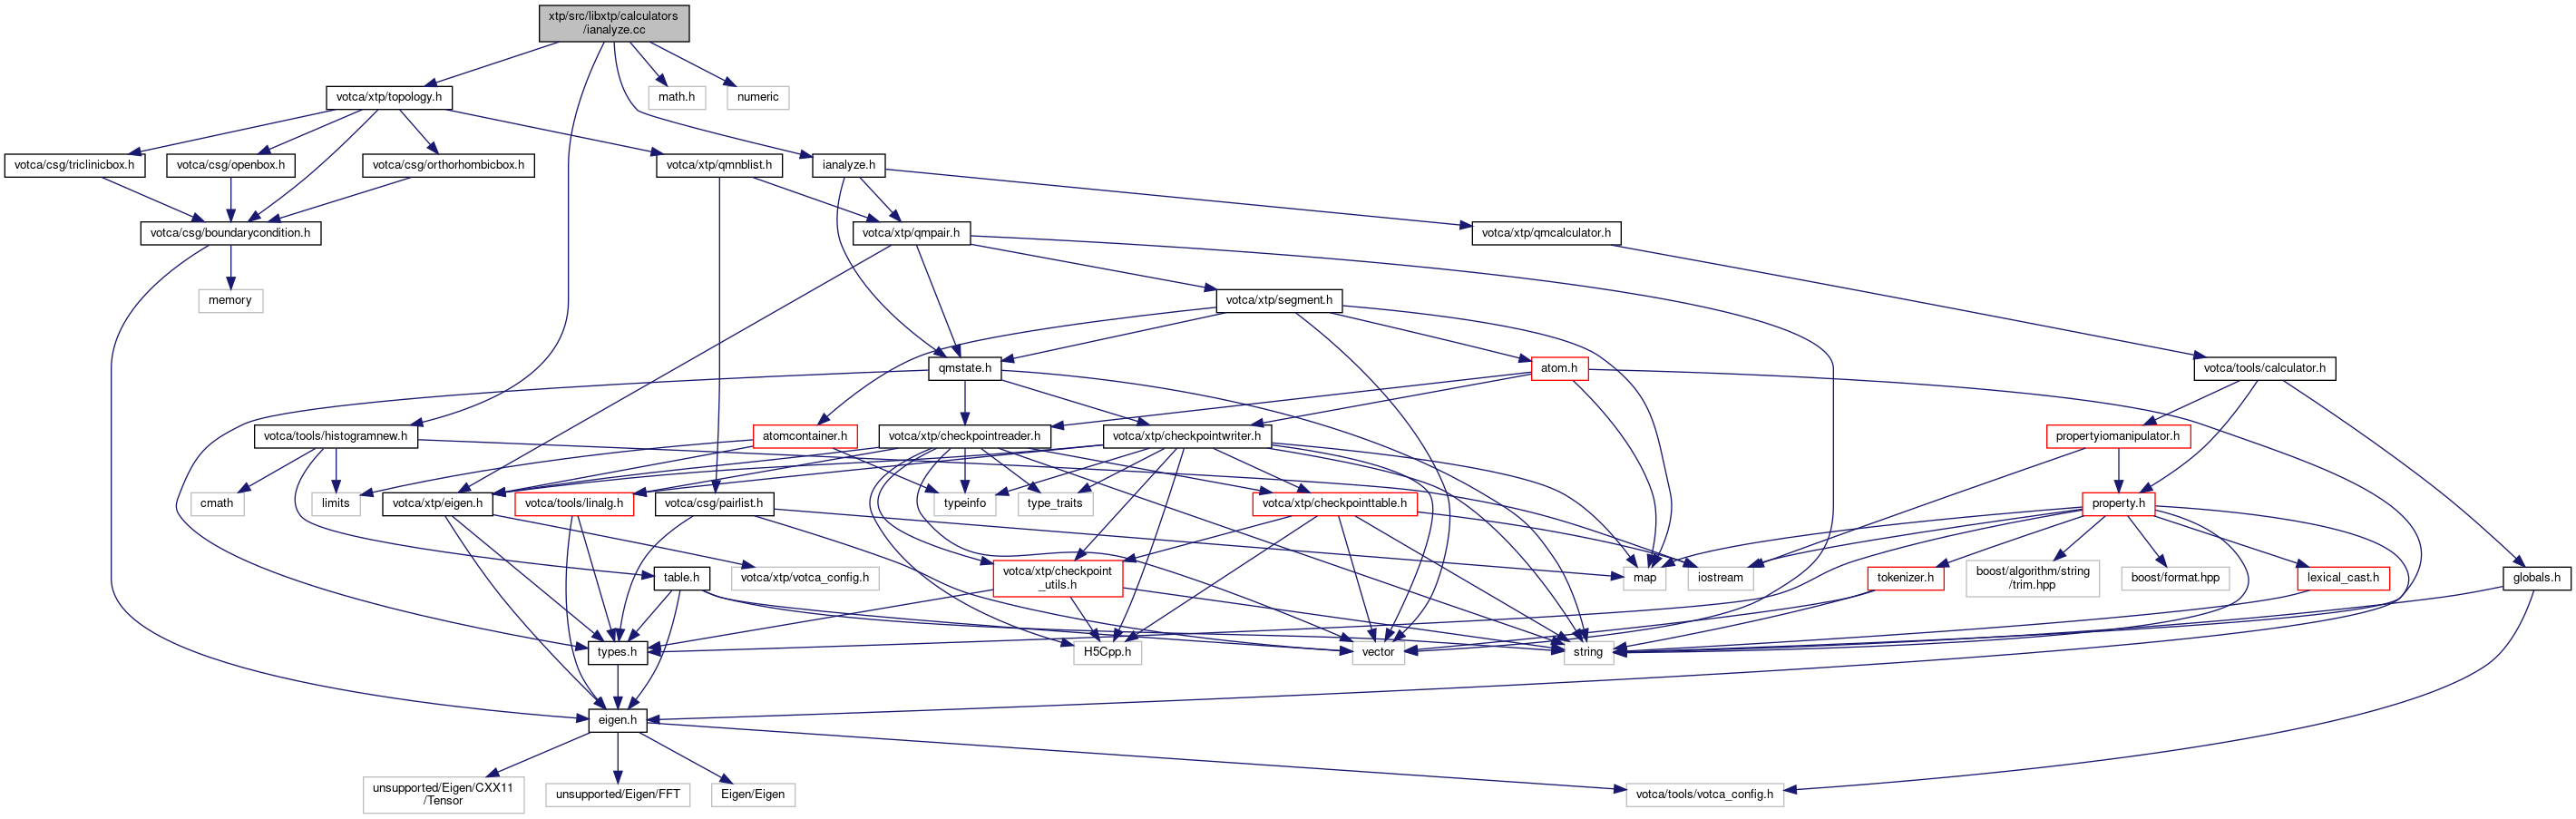 xtp/src/libxtp/calculators
/ianalyze.cc
votca/xtp/topology.h
math.h
numeric
votca/csg/triclinicbox.h
votca/csg/openbox.h
votca/csg/orthorhombicbox.h
votca/xtp/qmnblist.h
ianalyze.h
votca/csg/boundarycondition.h
votca/xtp/qmpair.h
votca/xtp/qmcalculator.h
memory
votca/xtp/segment.h
qmstate.h
atom.h
votca/tools/calculator.h
votca/tools/histogramnew.h
atomcontainer.h
votca/xtp/checkpointreader.h
votca/xtp/checkpointwriter.h
propertyiomanipulator.h
cmath
limits
votca/xtp/eigen.h
votca/tools/linalg.h
votca/csg/pairlist.h
typeinfo
type_traits
votca/xtp/checkpointtable.h
property.h
table.h
votca/xtp/votca_config.h
votca/xtp/checkpoint
_utils.h
map
iostream
tokenizer.h
boost/algorithm/string
/trim.hpp
boost/format.hpp
lexical_cast.h
globals.h
types.h
H5Cpp.h
vector
string
eigen.h
unsupported/Eigen/CXX11
/Tensor
unsupported/Eigen/FFT
Eigen/Eigen
votca/tools/votca_config.h